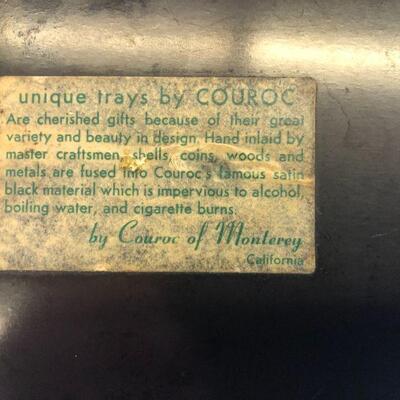 unique trays by COUROC
Are cherished gifts because of their great
variety and beauty in design. Hand inlaid by
master craftsmen, shells, coins, woods and
metals are fused into Couroc's famous satin
black material which is impervious to alcohol,
boiling water, and cigarette burns.
by Couroc of Monterey
California